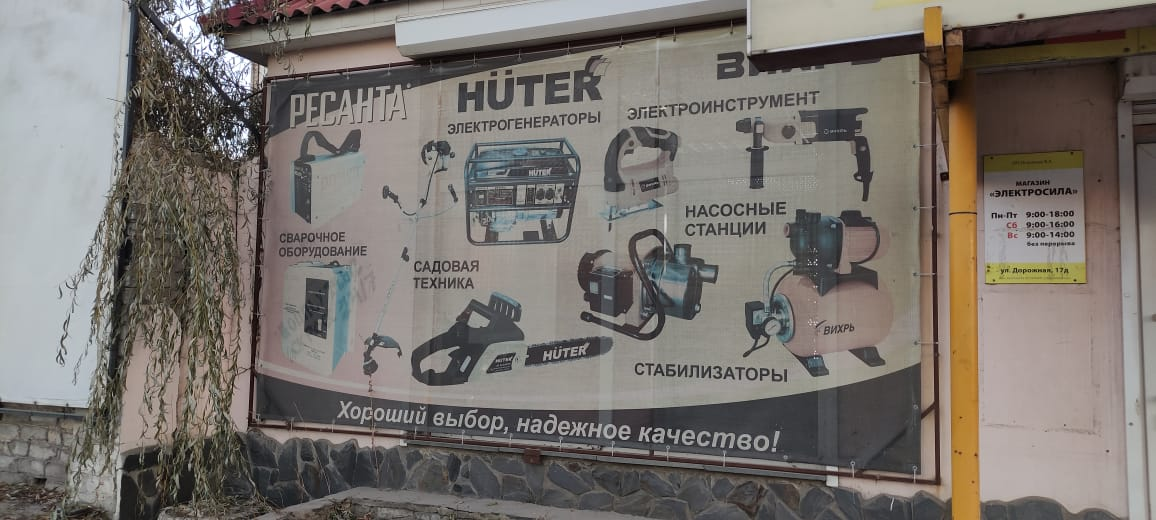 РЕСАНТА
HÜTER
ВИХРЬ
ЭЛЕКТРОГЕНЕРАТОРЫ
ЭЛЕКТРОИНСТРУМЕНТ
HÜTER
СВАРОЧНОЕ
ОБОРУДОВАНИЕ
САДОВАЯ
ТЕХНИКА
НАСОСНЫЕ
СТАНЦИИ
HÜTER
HÜTER
ВИХРЬ
СТАБИЛИЗАТОРЫ
Хороший выбор, надежное качество!
МАГАЗИН
«ЭЛЕКТРОСИЛА»
Пн-Пт 9:00-18:00
Сб 9:00-16:00
Вс 9:00-14:00
без перерыва
ул. Дорожная, 17д